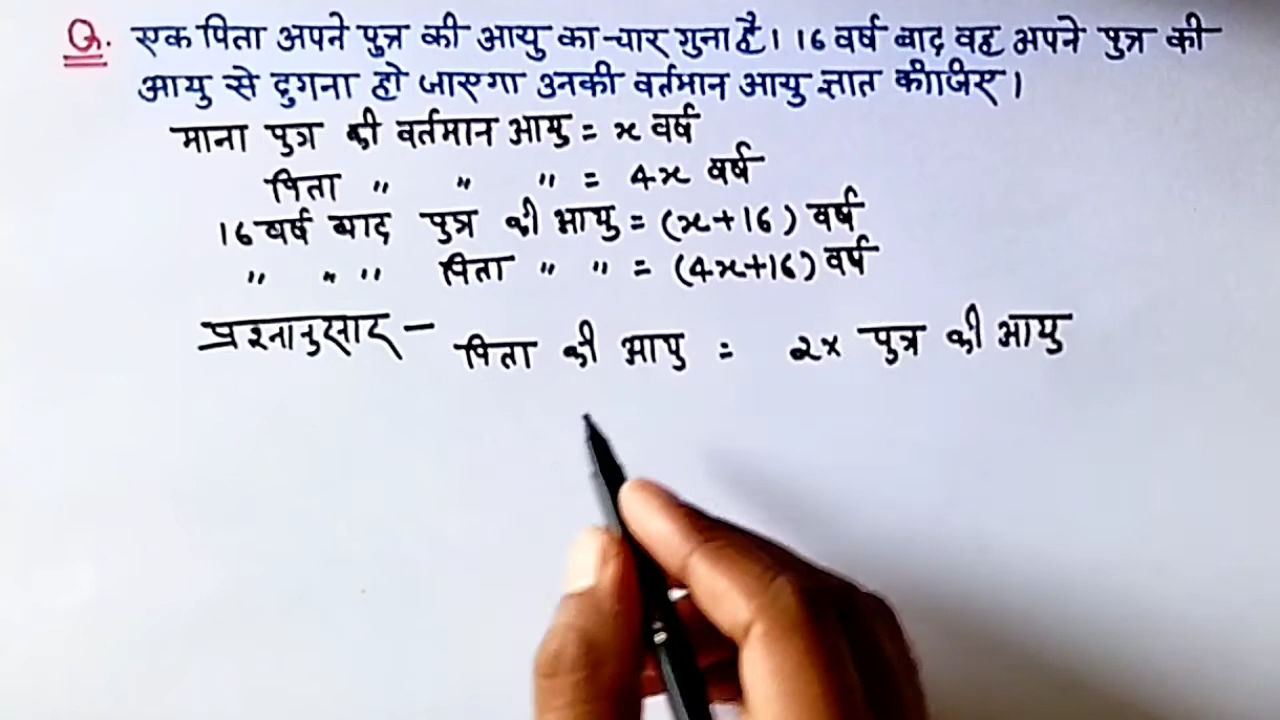 Q. एक पिता अपने पुत्र की आयु का चार गुना है। 16 वर्ष बाद वह अपने पुत्र की
आयु से दुगना हो जाएगा उनकी वर्तमान आयु ज्ञात कीजिए।
माना पुत्र की वर्तमान आयु = x वर्ष
पिता " " " = 4x वर्ष
16 वर्ष बाद पुत्र की आयु = (x+16) वर्ष
" " " पिता " " = (4x+16) वर्ष
प्रश्नानुसार – पिता की आयु = 2x पुत्र की आयु